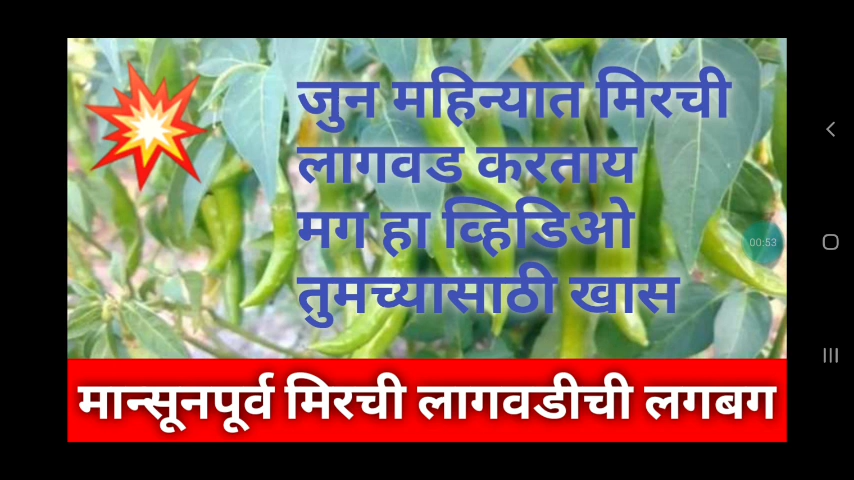 जुन महिन्यात मिरची
लागवड करताय
मग हा व्हिडिओ
तुमच्यासाठी खास
00:53
मान्सूनपूर्व मिरची लागवडीची लगबग